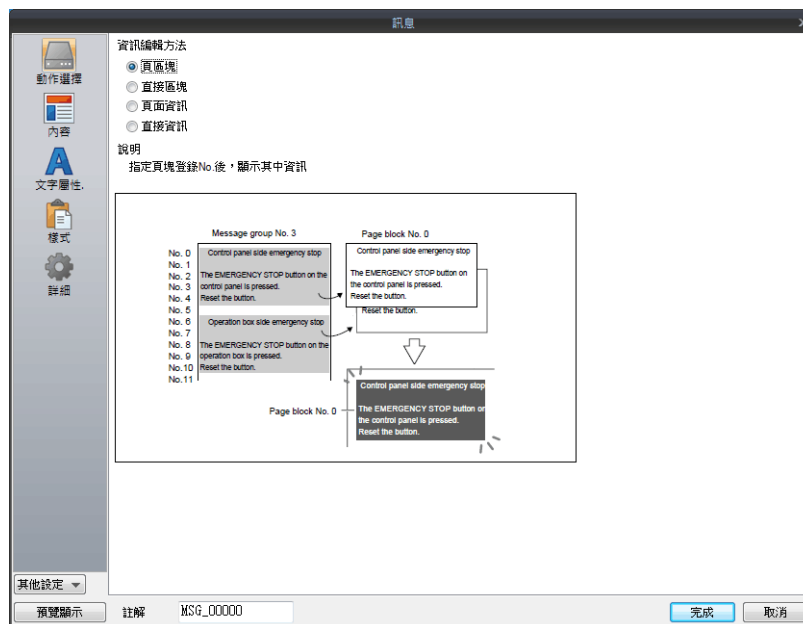 訊息
動作選擇
內容
文字屬性.
樣式
詳細
其他設定
預覽顯示
資訊編輯方法
頁區塊
直接區塊
頁面資訊
直接資訊
說明
指定頁塊登錄No.後，顯示其中資訊
Message group No. 3
No. 0 Control panel side emergency stop
No. 1
No. 2 The EMERGENCY STOP button on the
No. 3 control panel is pressed.
No. 4 Reset the button.
No. 5
No. 6 Operation box side emergency stop
No. 7
No. 8 The EMERGENCY STOP button on the
No. 9 operation box is pressed.
No.10 Reset the button.
No.11
Page block No. 0
Control panel side emergency stop
The EMERGENCY STOP button on
the control panel is pressed.
Reset the button.
Reset the button.
Page block No. 0
Control panel side emergency stop
The EMERGENCY STOP button on
the control panel is pressed.
Reset the button.
註解 MSG_00000
完成
取消